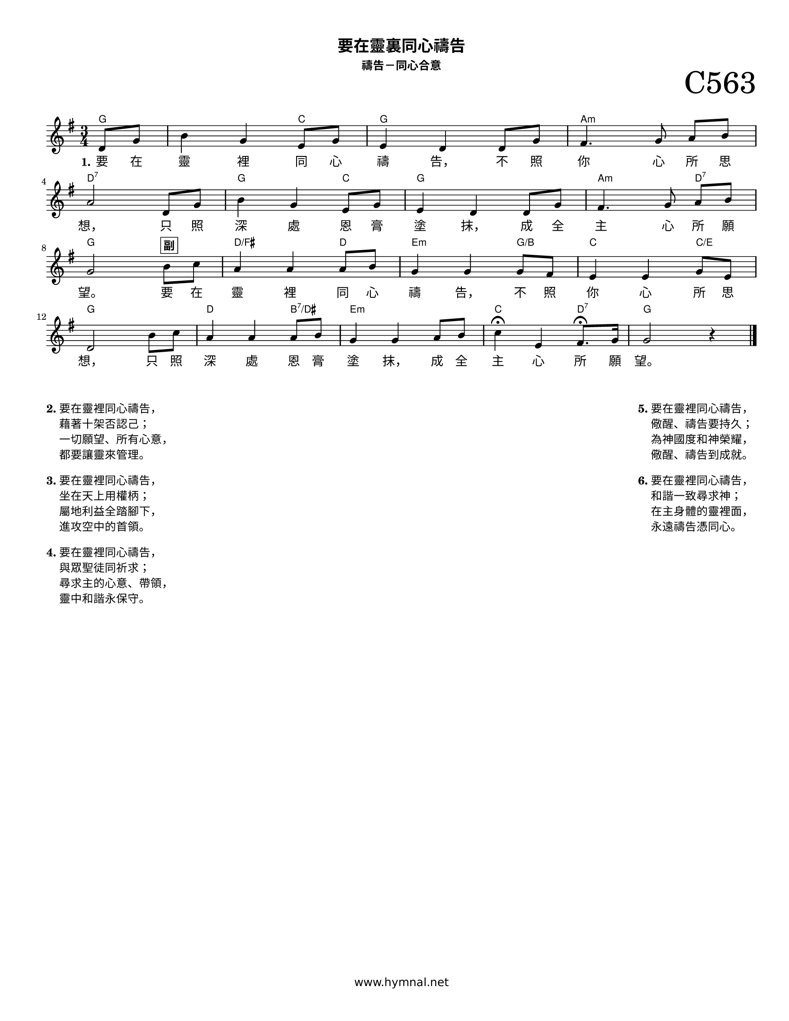 要在靈裏同心禱告
禱告－同心合意
C563
G C G Am
3 4
1. 要 在 靈 裡 同 心 禱 告， 不 照 你 心 所 思
4 D7 G C G Am D7
想， 只 照 深 處 恩 膏 塗 抹， 成 全 主 心 所 願
8 G 副 D/F♯ D Em G/B C C/E
望。 要 在 靈 裡 同 心 禱 告， 不 照 你 心 所 思
12 G D B7/D♯ Em C D7 G
想， 只 照 深 處 恩 膏 塗 抹， 成 全 主 心 所 願 望。
2. 要在靈裡同心禱告，
藉著十架否認己；
一切願望、所有心意，
都要讓靈來管理。
3. 要在靈裡同心禱告，
坐在天上用權柄；
屬地利益全踏腳下，
進攻空中的首領。
4. 要在靈裡同心禱告，
與眾聖徒同祈求；
尋求主的心意、帶領，
靈中和諧永保守。
5. 要在靈裡同心禱告，
儆醒、禱告要持久；
為神國度和神榮耀，
儆醒、禱告到成就。
6. 要在靈裡同心禱告，
和諧一致尋求神；
在主身體的靈裡面，
永遠禱告憑同心。
www.hymnal.net